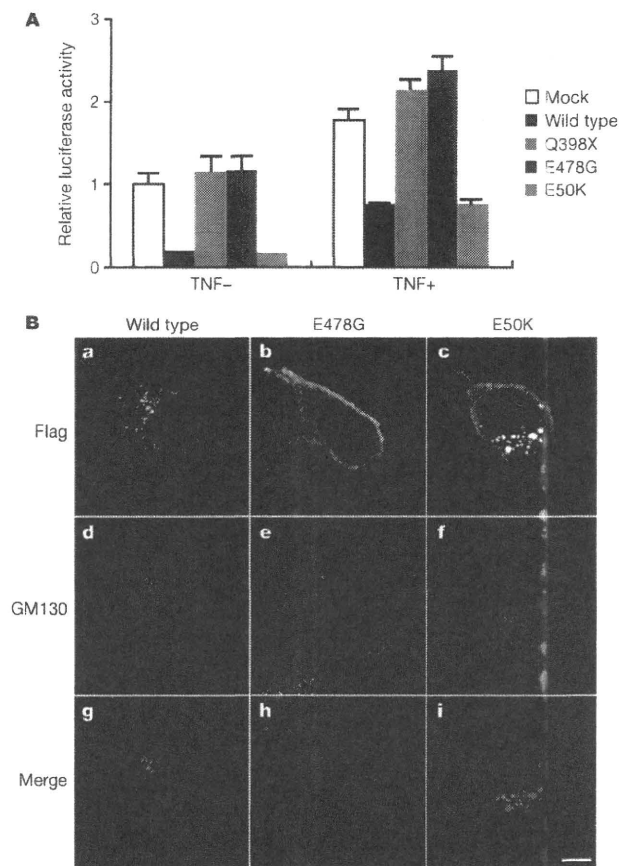 A
3
2
1
0
Relative luciferase activity
TNF−
TNF+
Mock
Wild type
Q398X
E478G
E50K
B
Wild type
E478G
E50K
Flag
a
b
c
GM130
d
e
f
Merge
g
h
i